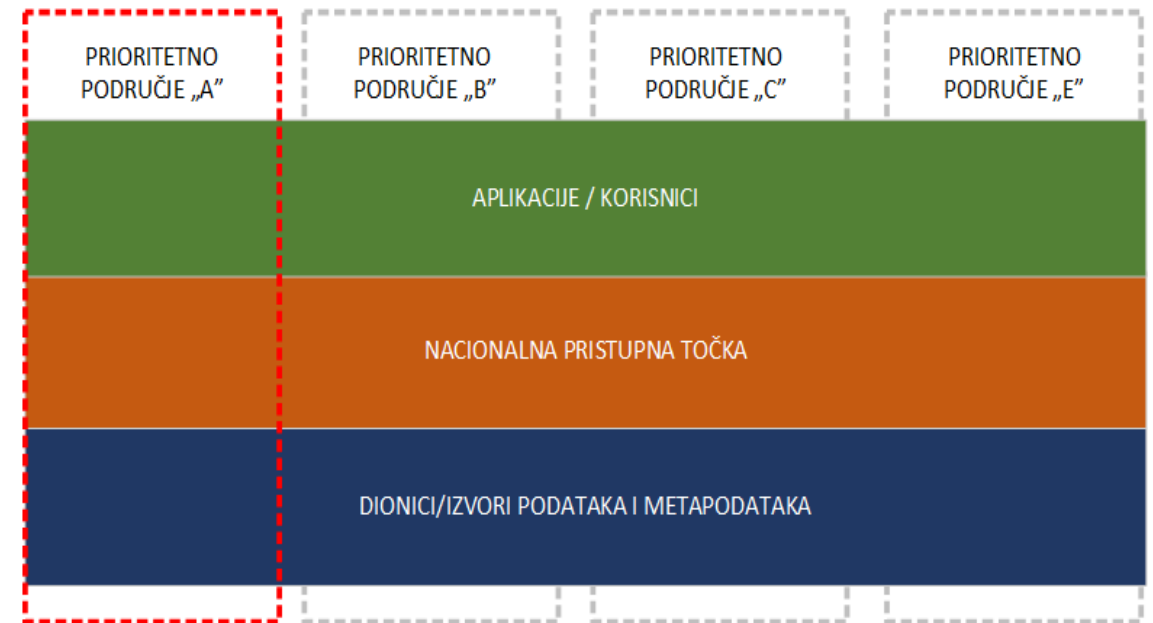 PRIORITETNO
PODRUČJE „A”
PRIORITETNO
PODRUČJE „B”
PRIORITETNO
PODRUČJE „C”
PRIORITETNO
PODRUČJE „E”
APLIKACIJE / KORISNICI
NACIONALNA PRISTUPNA TOČKA
DIONICI/IZVORI PODATAKA I METAPODATAKA